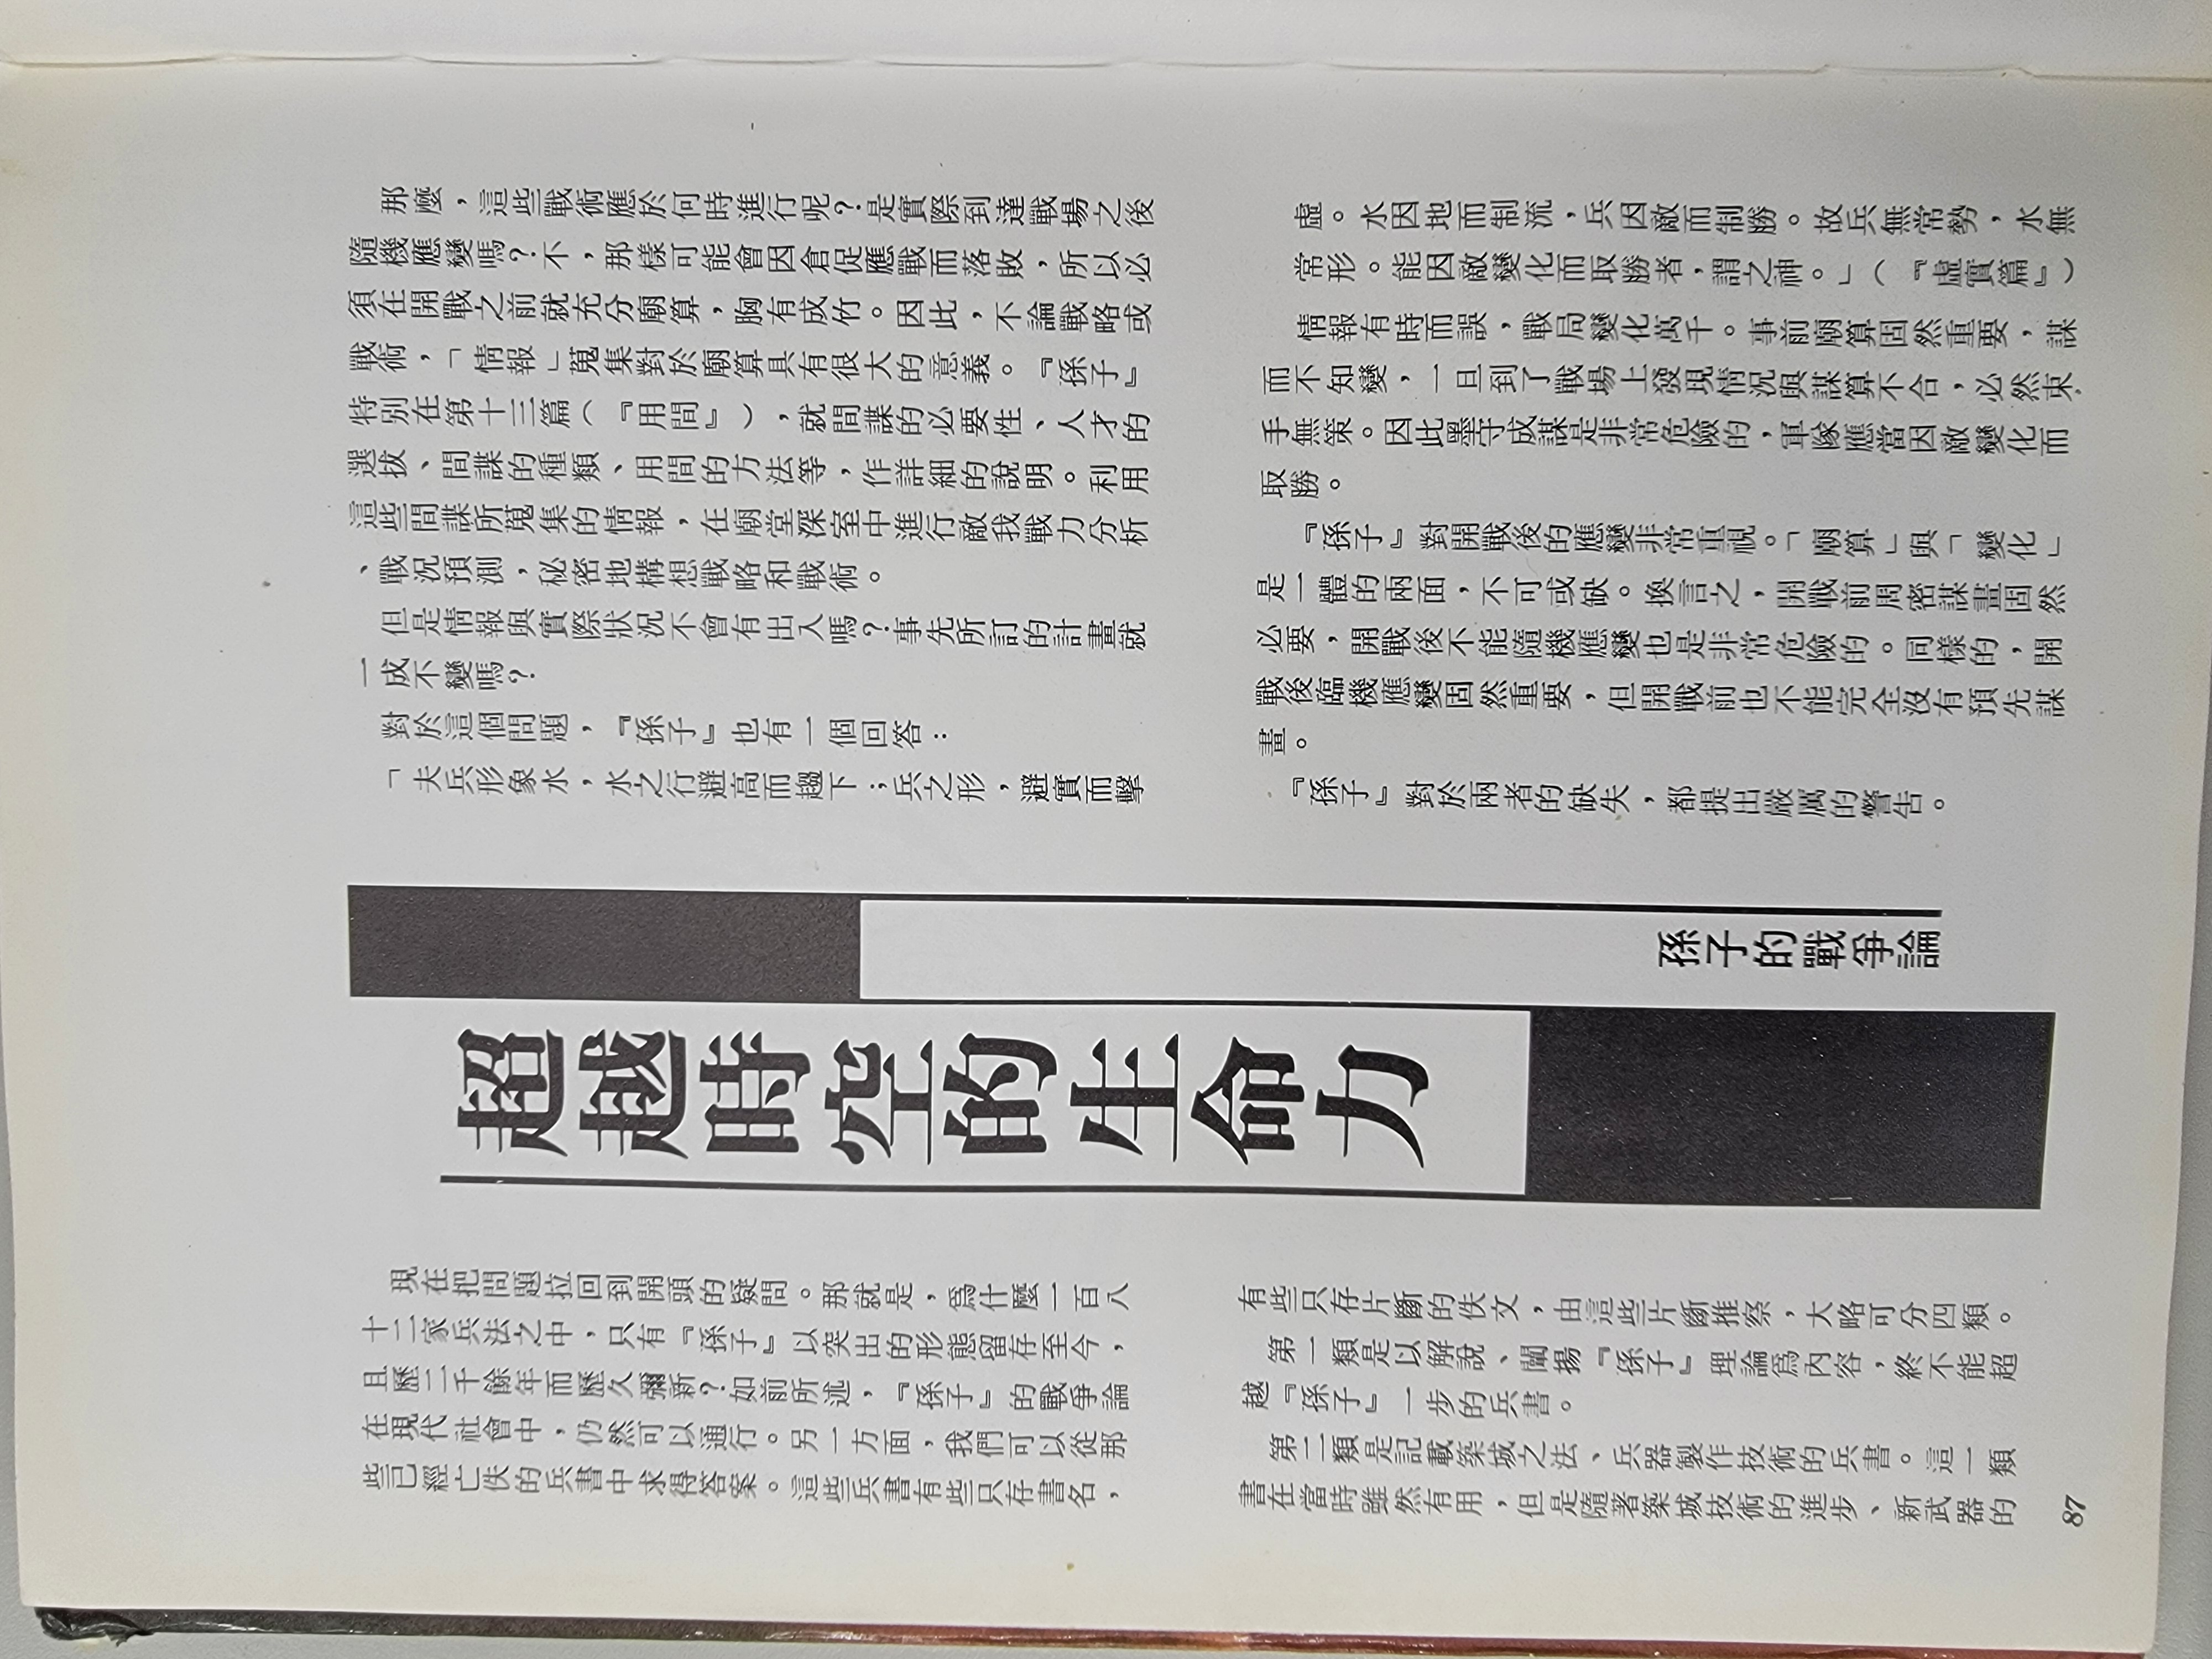 那麼，這些戰術應於何時進行呢？是實際到達戰場之後
隨機應變嗎？不，那樣可能會因倉促應戰而落敗，所以必
須在開戰之前就充分廟算，胸有成竹。因此，不論戰略或
戰術，「情報」蒐集對於廟算具有很大的意義。『孫子』
特別在第十三篇（『用間』），就間諜的必要性、人才的
選拔、間諜的種類、用間的方法等，作詳細的說明。利用
這些間諜所蒐集的情報，在廟堂深室中進行敵我戰力分析
、戰況預測，秘密地構想戰略和戰術。
但是情報與實際狀況不會有出入嗎？事先所訂的計畫就
一成不變嗎？
對於這個問題，『孫子』也有一個回答：
「夫兵形象水，水之行避高而趨下；兵之形，避實而擊
虛。水因地而制流，兵因敵而制勝。故兵無常勢，水無
常形。能因敵變化而取勝者，謂之神。」（『虛實篇』）
情報有時而誤，戰局變化萬千。事前廟算固然重要，謀
而不知變，一旦到了戰場上發現情況與謀算不合，必然束
手無策。因此墨守成謀是非常危險的，軍隊應當因敵變化而
取勝。
『孫子』對開戰後的應變非常重視。「廟算」與「變化」
是一體的兩面，不可或缺。換言之，開戰前周密謀畫固然
必要，開戰後不能隨機應變也是非常危險的。同樣的，開
戰後臨機應變固然重要，但開戰前也不能完全沒有預先謀
畫。
『孫子』對於兩者的缺失，都提出嚴厲的警告。
孫子的戰爭論
超越時空的生命力
現在把問題拉回到開頭的疑問。那就是，爲什麼一百八
十二家兵法之中，只有『孫子』以突出的形態留存至今，
且歷二千餘年而歷久彌新？如前所述，『孫子』的戰爭論
在現代社會中，仍然可以通行。另一方面，我們可以從那
些已經亡佚的兵書中求得答案。這些兵書有些只存書名，
有些只存片斷的佚文，由這些片斷推察，大略可分四類。
第一類是以解說、闡揚『孫子』理論爲內容，終不能超
越『孫子』一步的兵書。
第二類是記載築城之法、兵器製作技術的兵書。這一類
書在當時雖然有用，但是隨著築城技術的進步、新武器的
87